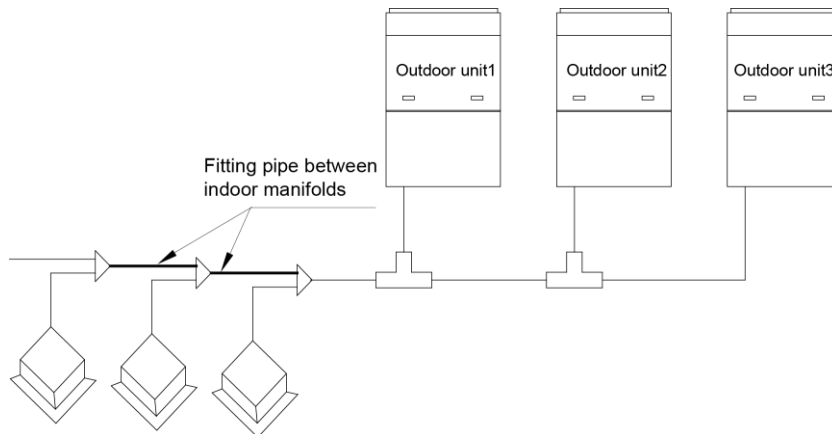 Outdoor unit1
Outdoor unit2
Outdoor unit3
Fitting pipe between
indoor manifolds